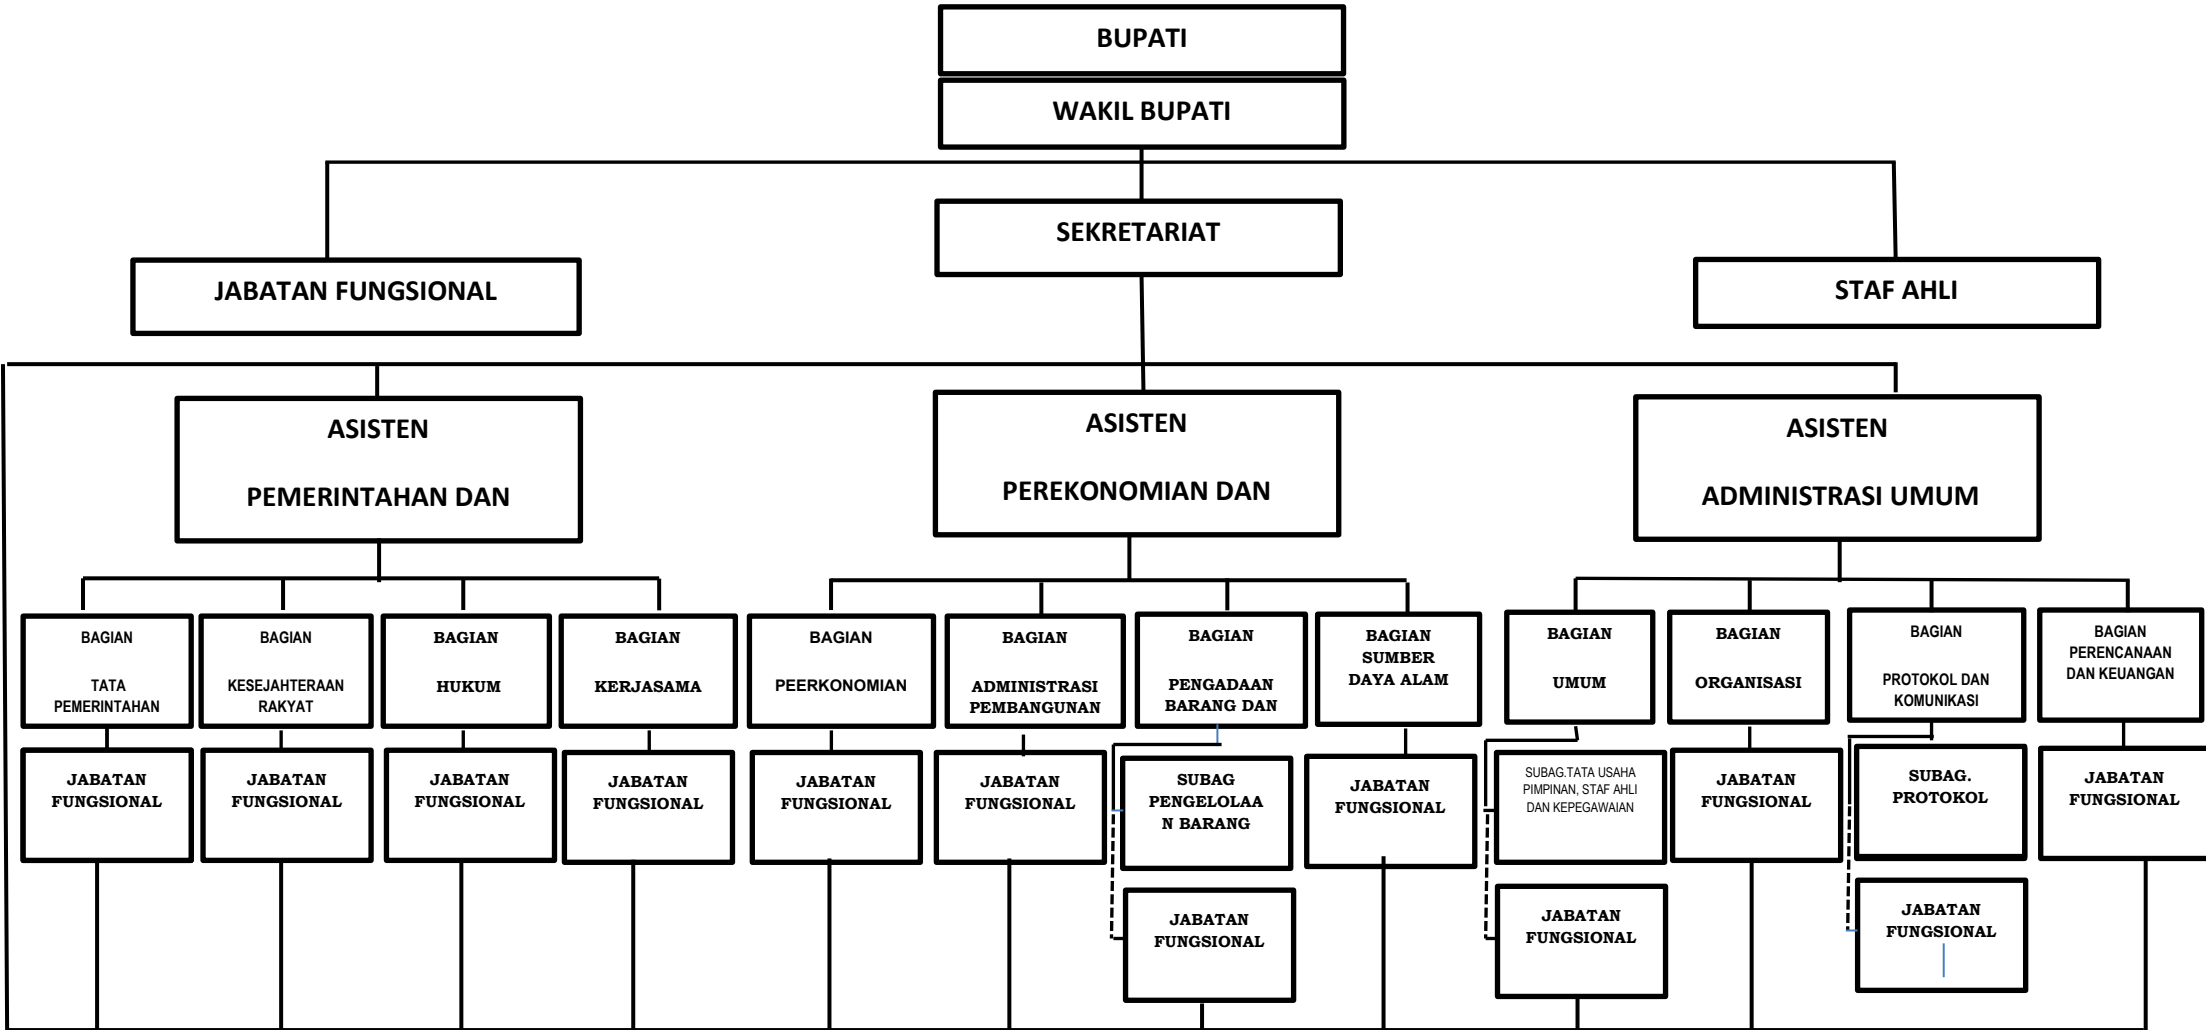 BUPATI
WAKIL BUPATI
SEKRETARIAT
JABATAN FUNGSIONAL
STAF AHLI
ASISTEN
PEMERINTAHAN DAN
ASISTEN
PEREKONOMIAN DAN
ASISTEN
ADMINISTRASI UMUM
BAGIAN
TATA
PEMERINTAHAN
BAGIAN
KESEJAHTERAAN
RAKYAT
BAGIAN
HUKUM
BAGIAN
KERJASAMA
BAGIAN
PEERKONOMIAN
BAGIAN
ADMINISTRASI
PEMBANGUNAN
BAGIAN
PENGADAAN
BARANG DAN
BAGIAN
SUMBER
DAYA ALAM
BAGIAN
UMUM
BAGIAN
ORGANISASI
BAGIAN
PROTOKOL DAN
KOMUNIKASI
BAGIAN
PERENCANAAN
DAN KEUANGAN
JABATAN
FUNGSIONAL
JABATAN
FUNGSIONAL
JABATAN
FUNGSIONAL
JABATAN
FUNGSIONAL
JABATAN
FUNGSIONAL
JABATAN
FUNGSIONAL
SUBAG
PENGELOLAA
N BARANG
JABATAN
FUNGSIONAL
SUBAG.TATA USAHA
PIMPINAN, STAF AHLI
DAN KEPEGAWAIAN
JABATAN
FUNGSIONAL
SUBAG.
PROTOKOL
JABATAN
FUNGSIONAL
JABATAN
FUNGSIONAL
JABATAN
FUNGSIONAL
JABATAN
FUNGSIONAL